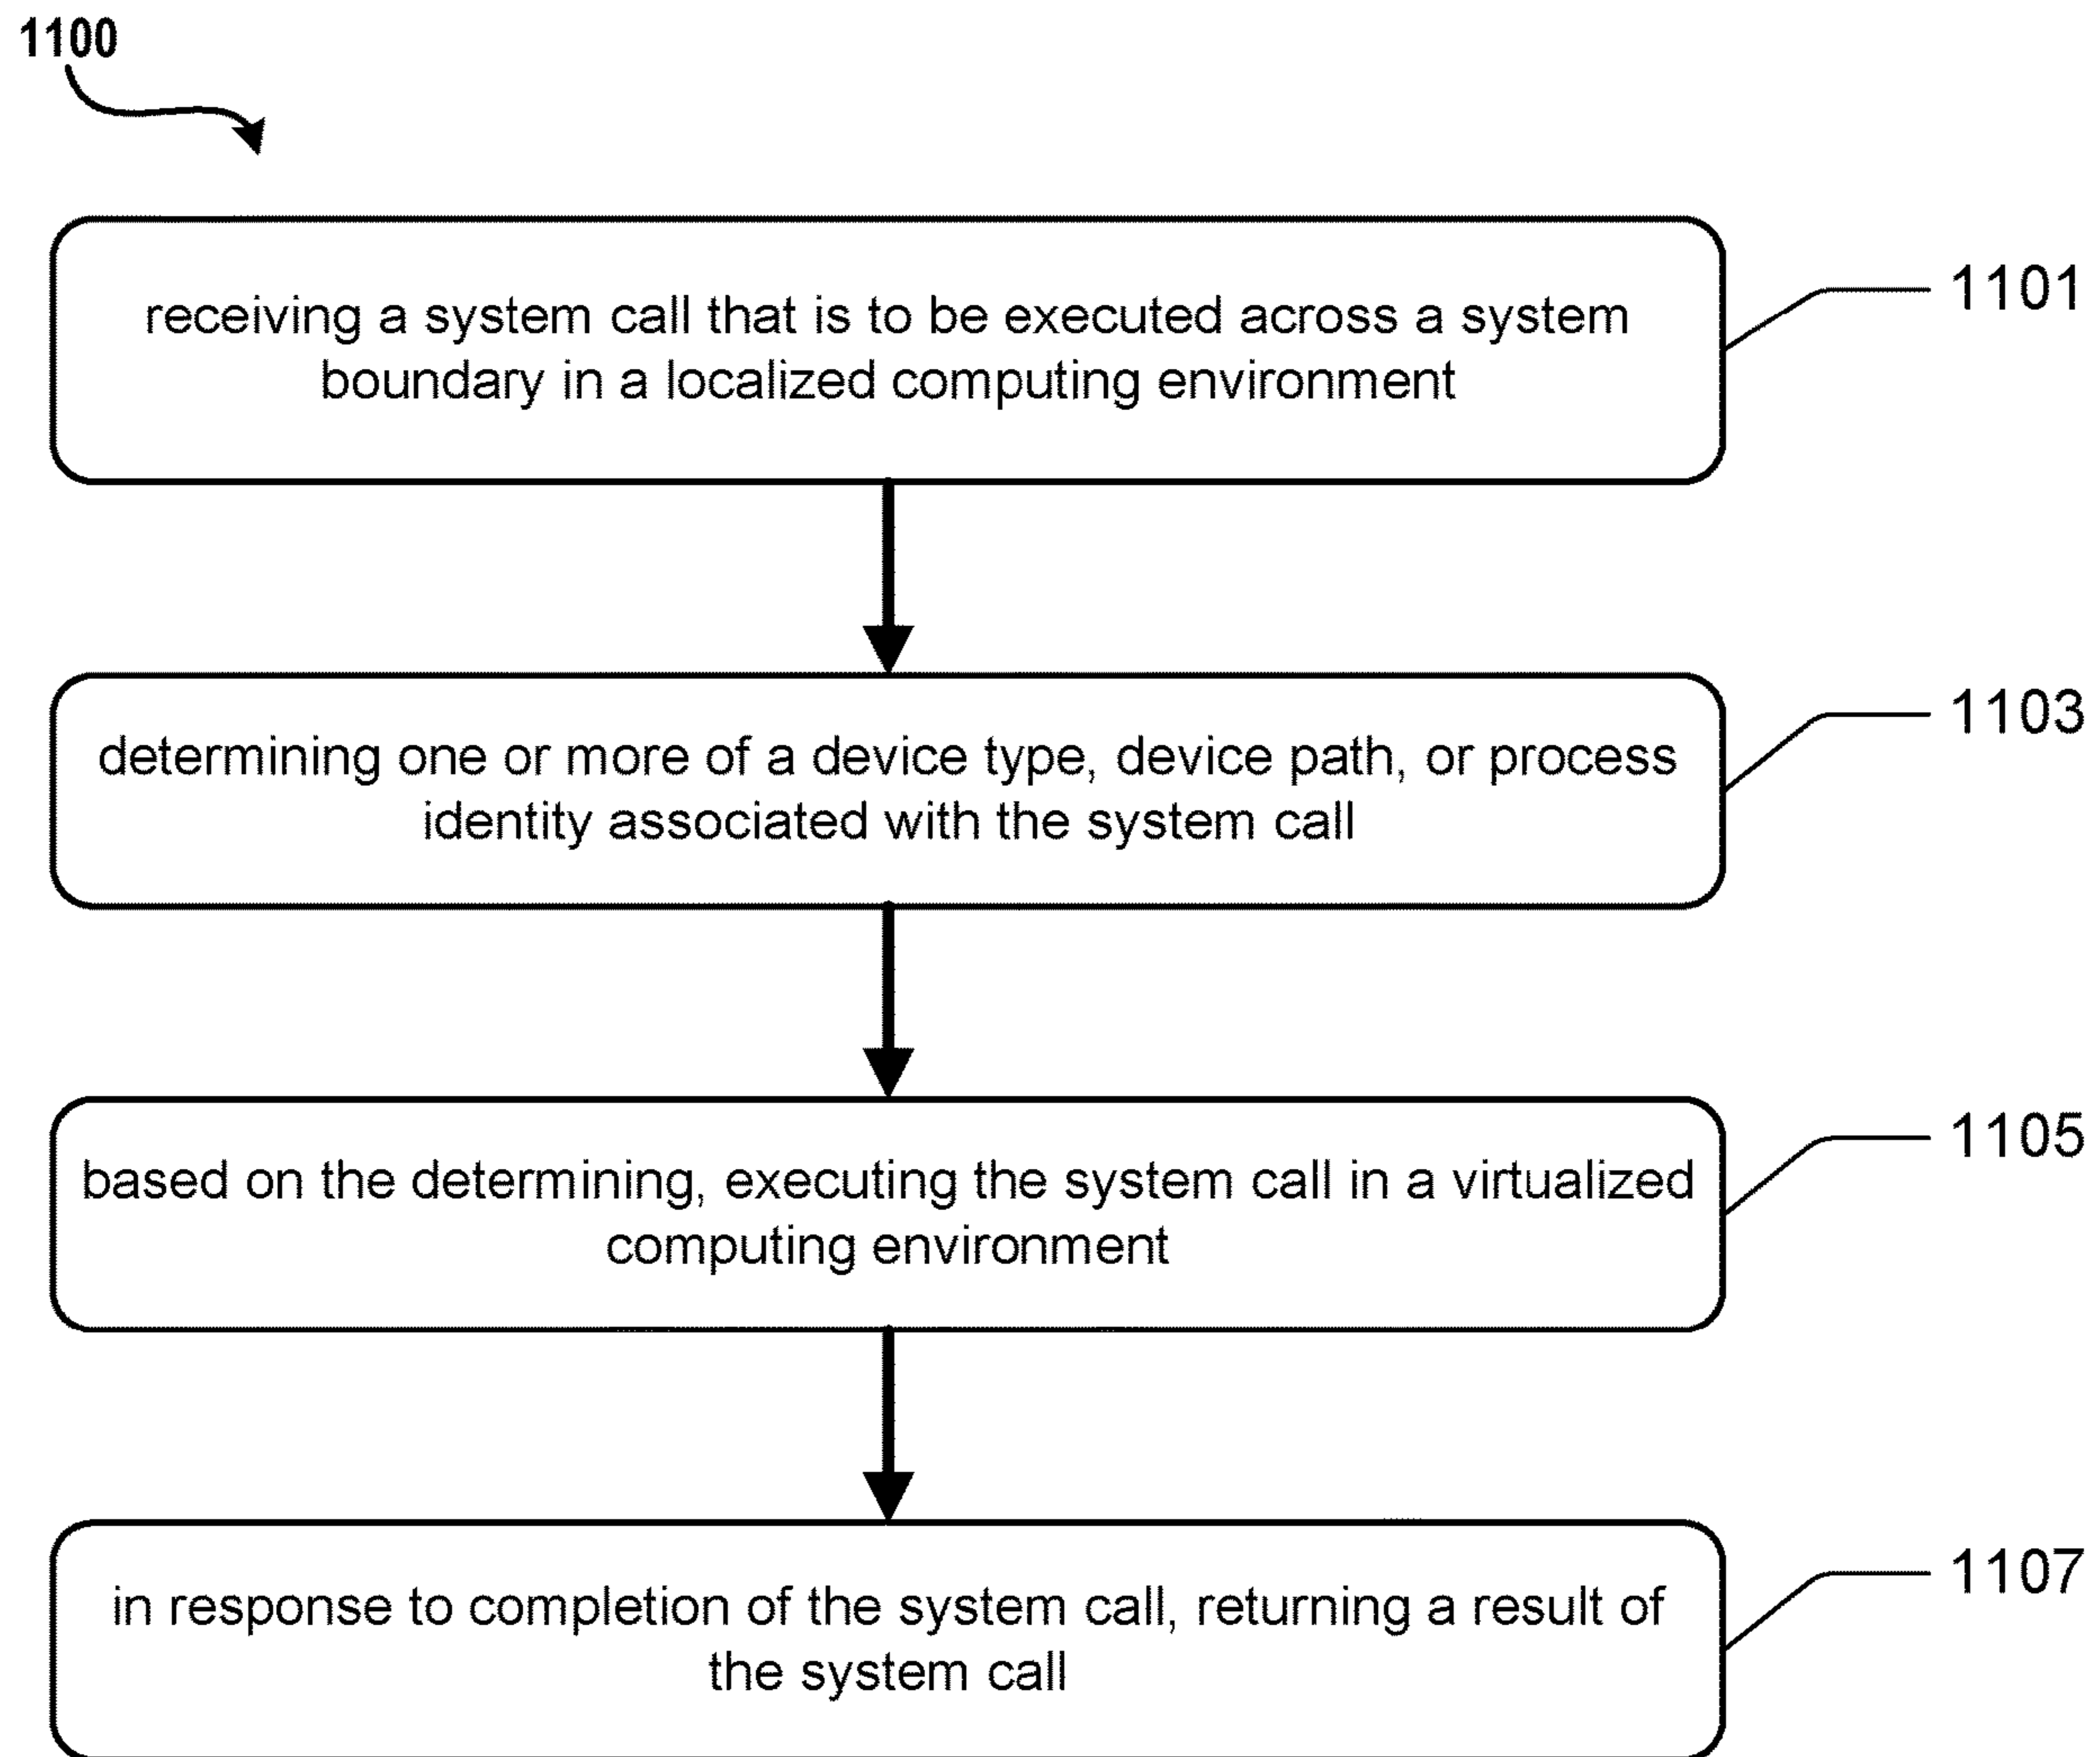 1100
receiving a system call that is to be executed across a system
boundary in a localized computing environment
1101
determining one or more of a device type, device path, or process
identity associated with the system call
1103
based on the determining, executing the system call in a virtualized
computing environment
1105
in response to completion of the system call, returning a result of
the system call
1107